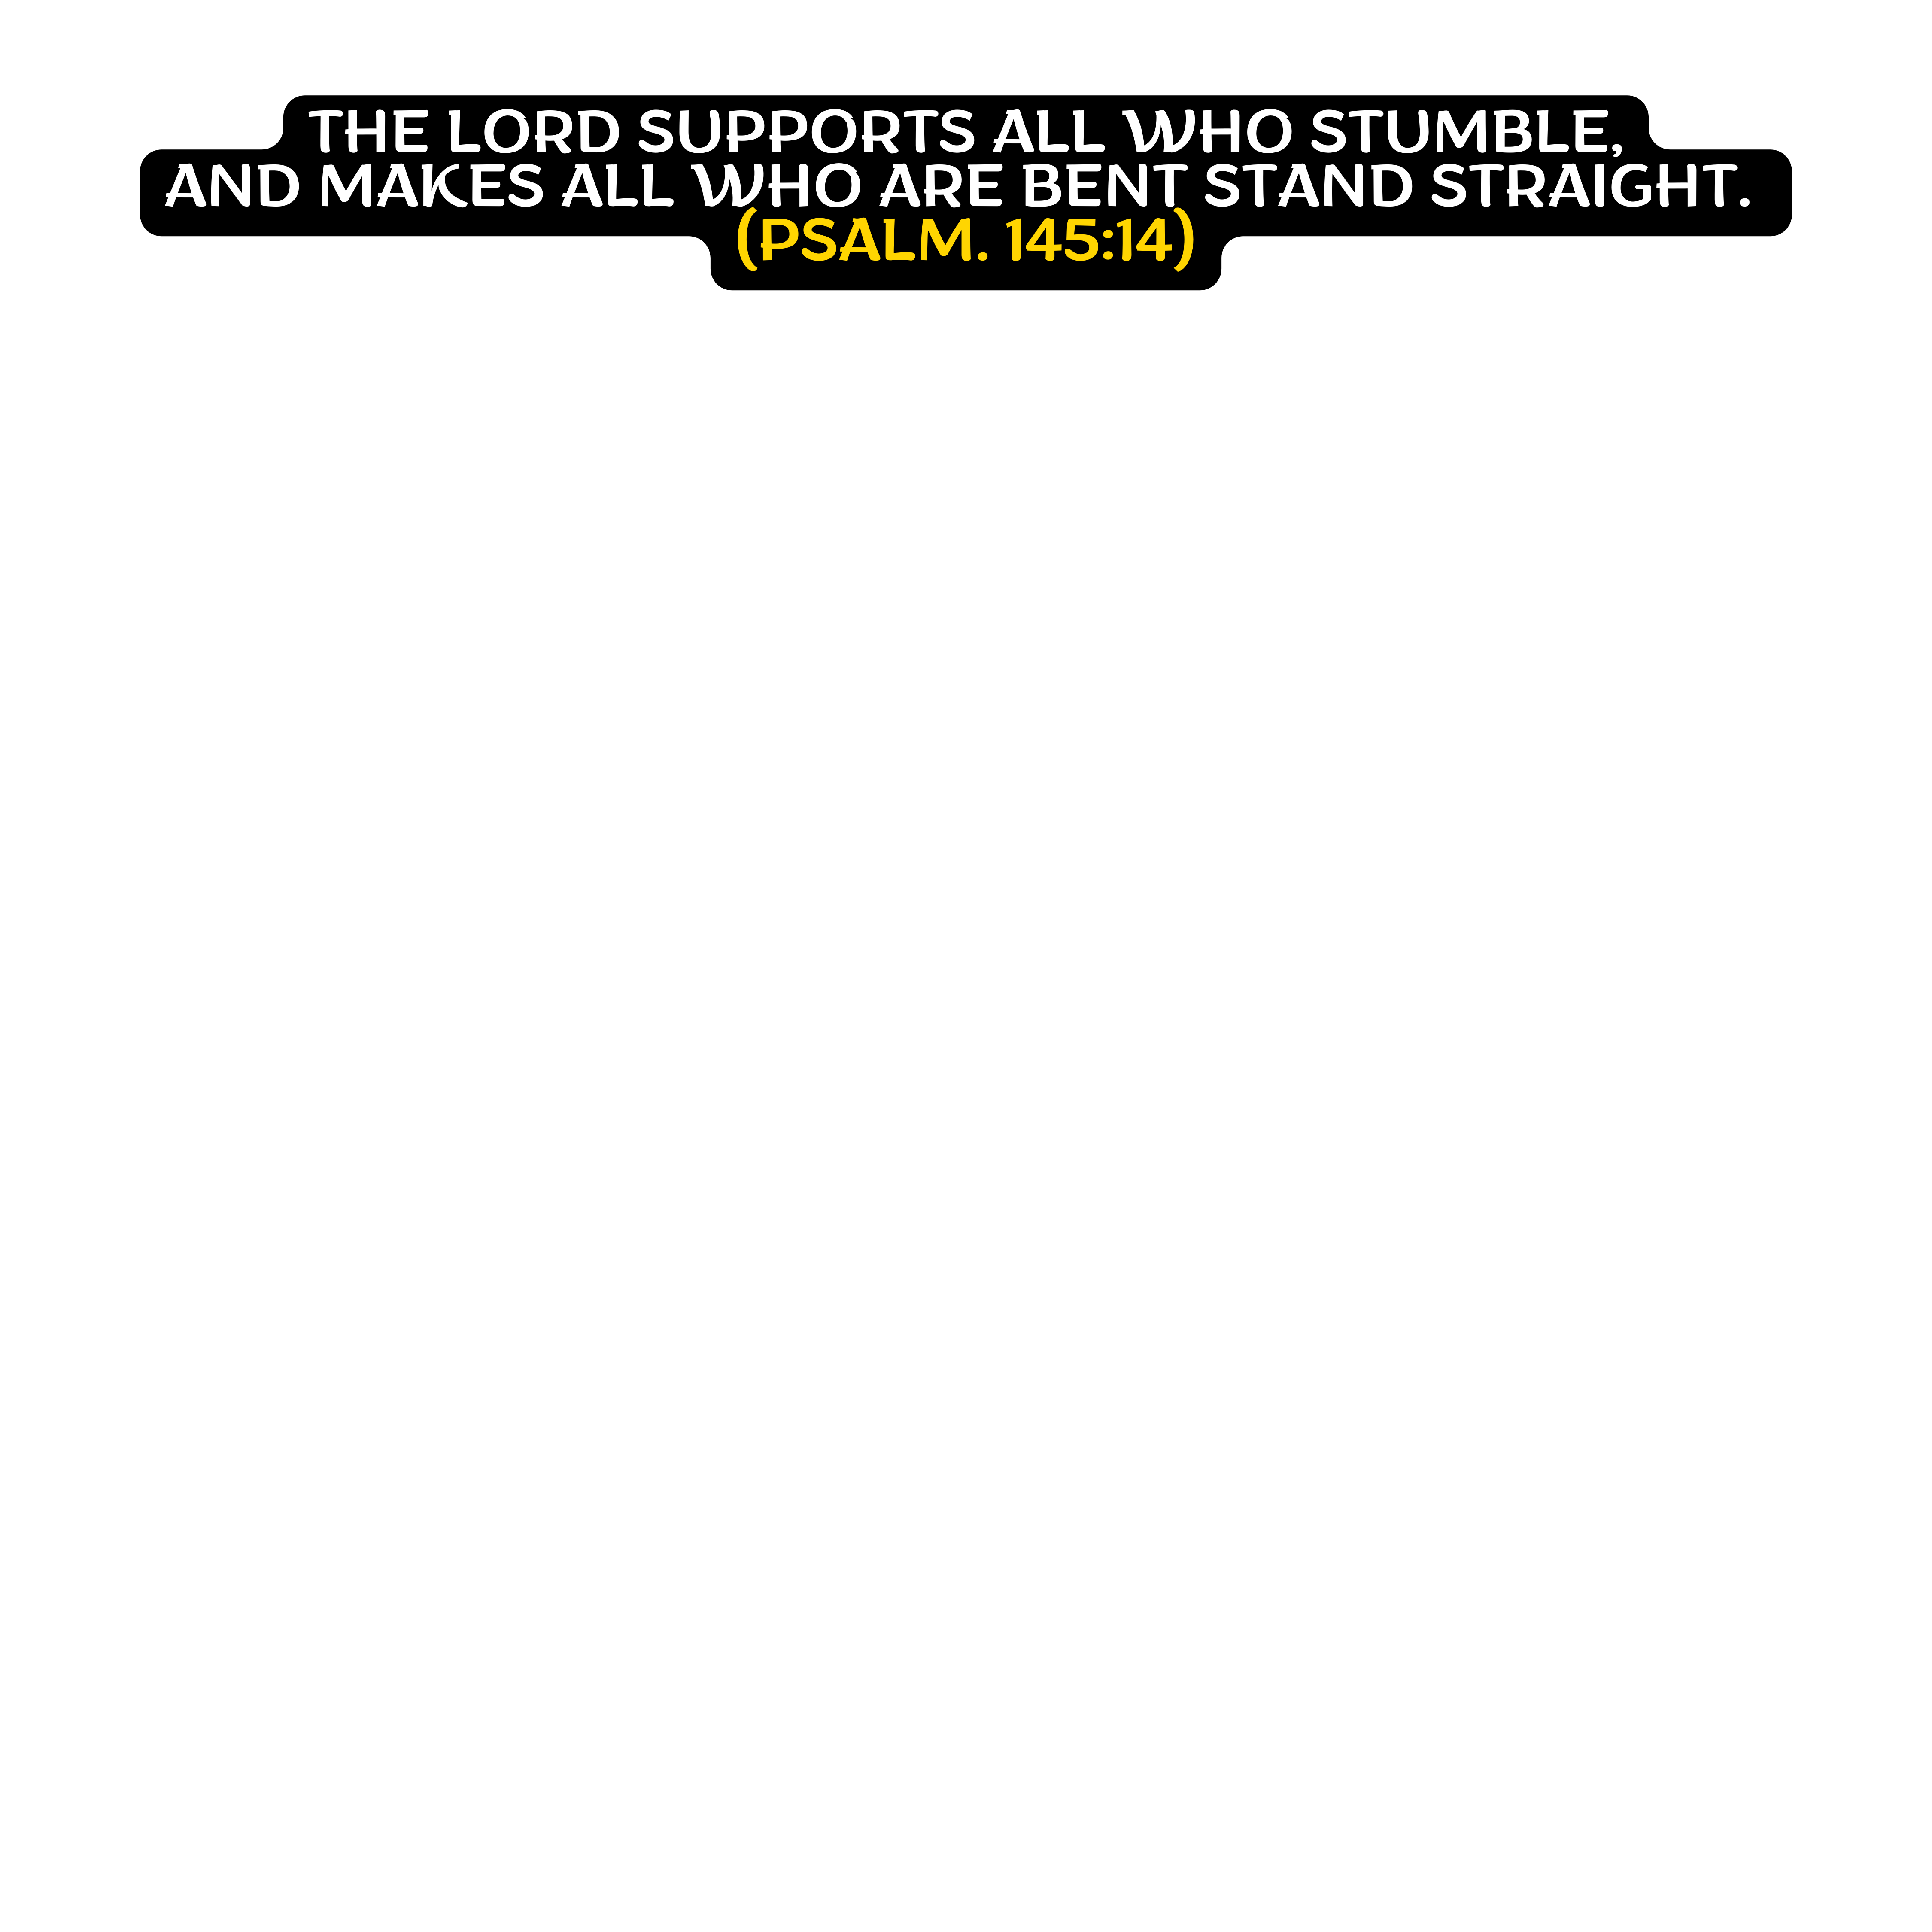 THE LORD SUPPORTS ALL WHO STUMBLE,
AND MAKES ALL WHO ARE BENT STAND STRAIGHT.
(PSALM. 145:14)